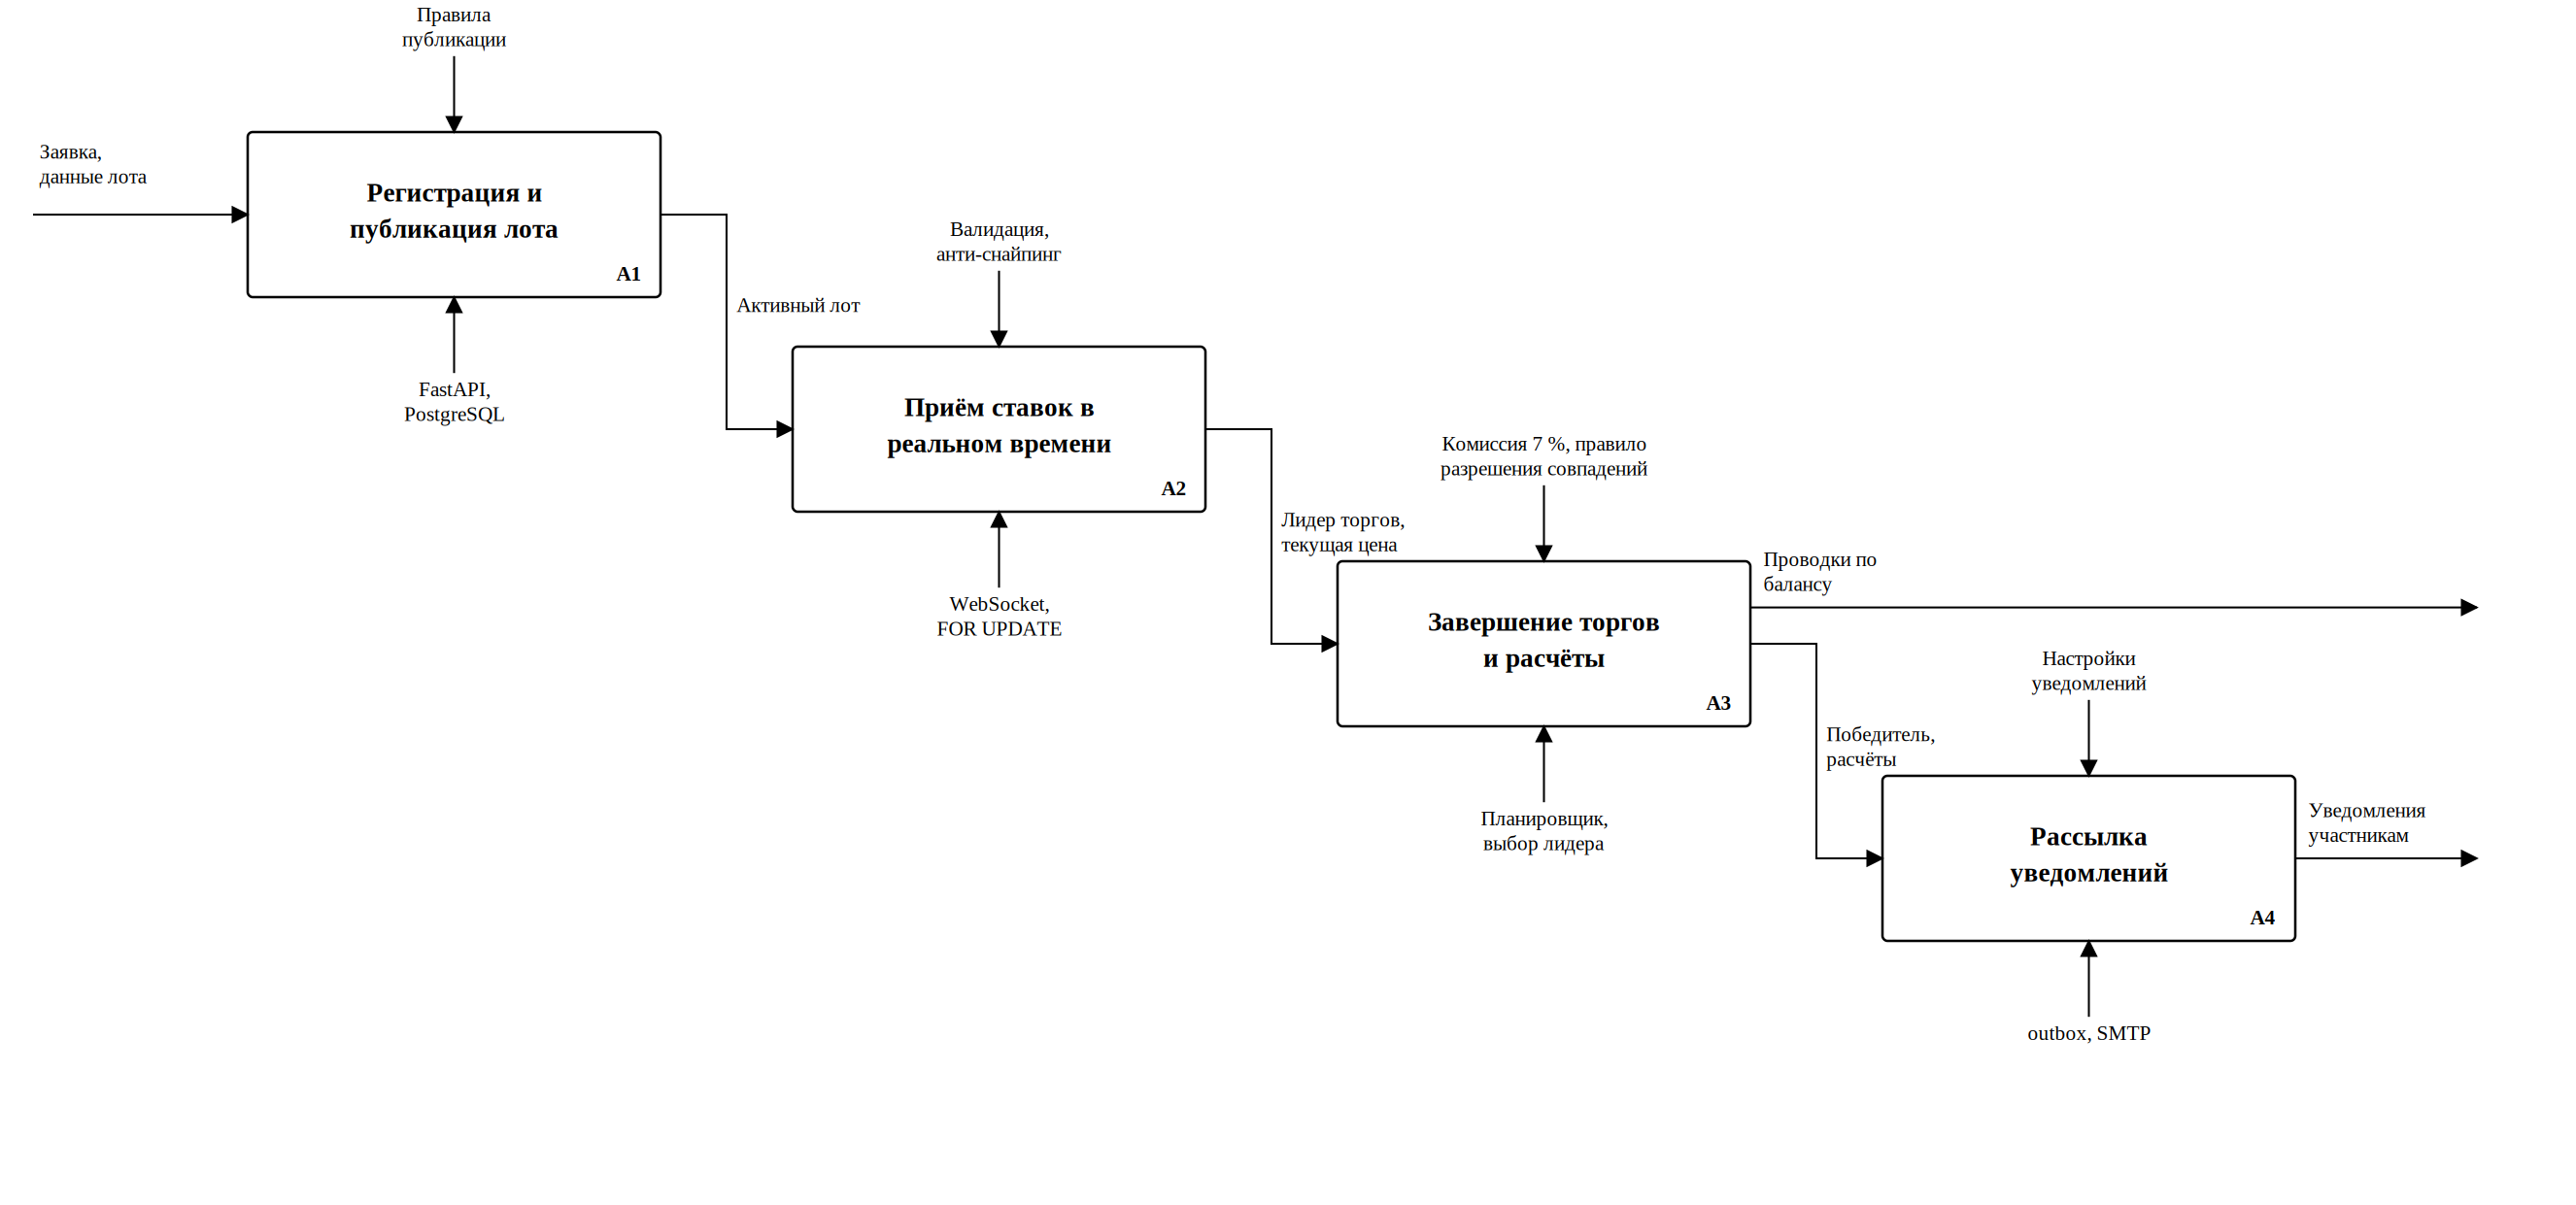 Правила
публикации
Заявка,
данные лота
Регистрация и
публикация лота
A1
FastAPI,
PostgreSQL
Активный лот
Валидация,
анти-снайпинг
Приём ставок в
реальном времени
A2
WebSocket,
FOR UPDATE
Лидер торгов,
текущая цена
Комиссия 7 %, правило
разрешения совпадений
Завершение торгов
и расчёты
A3
Планировщик,
выбор лидера
Проводки по
балансу
Победитель,
расчёты
Настройки
уведомлений
Рассылка
уведомлений
A4
outbox, SMTP
Уведомления
участникам